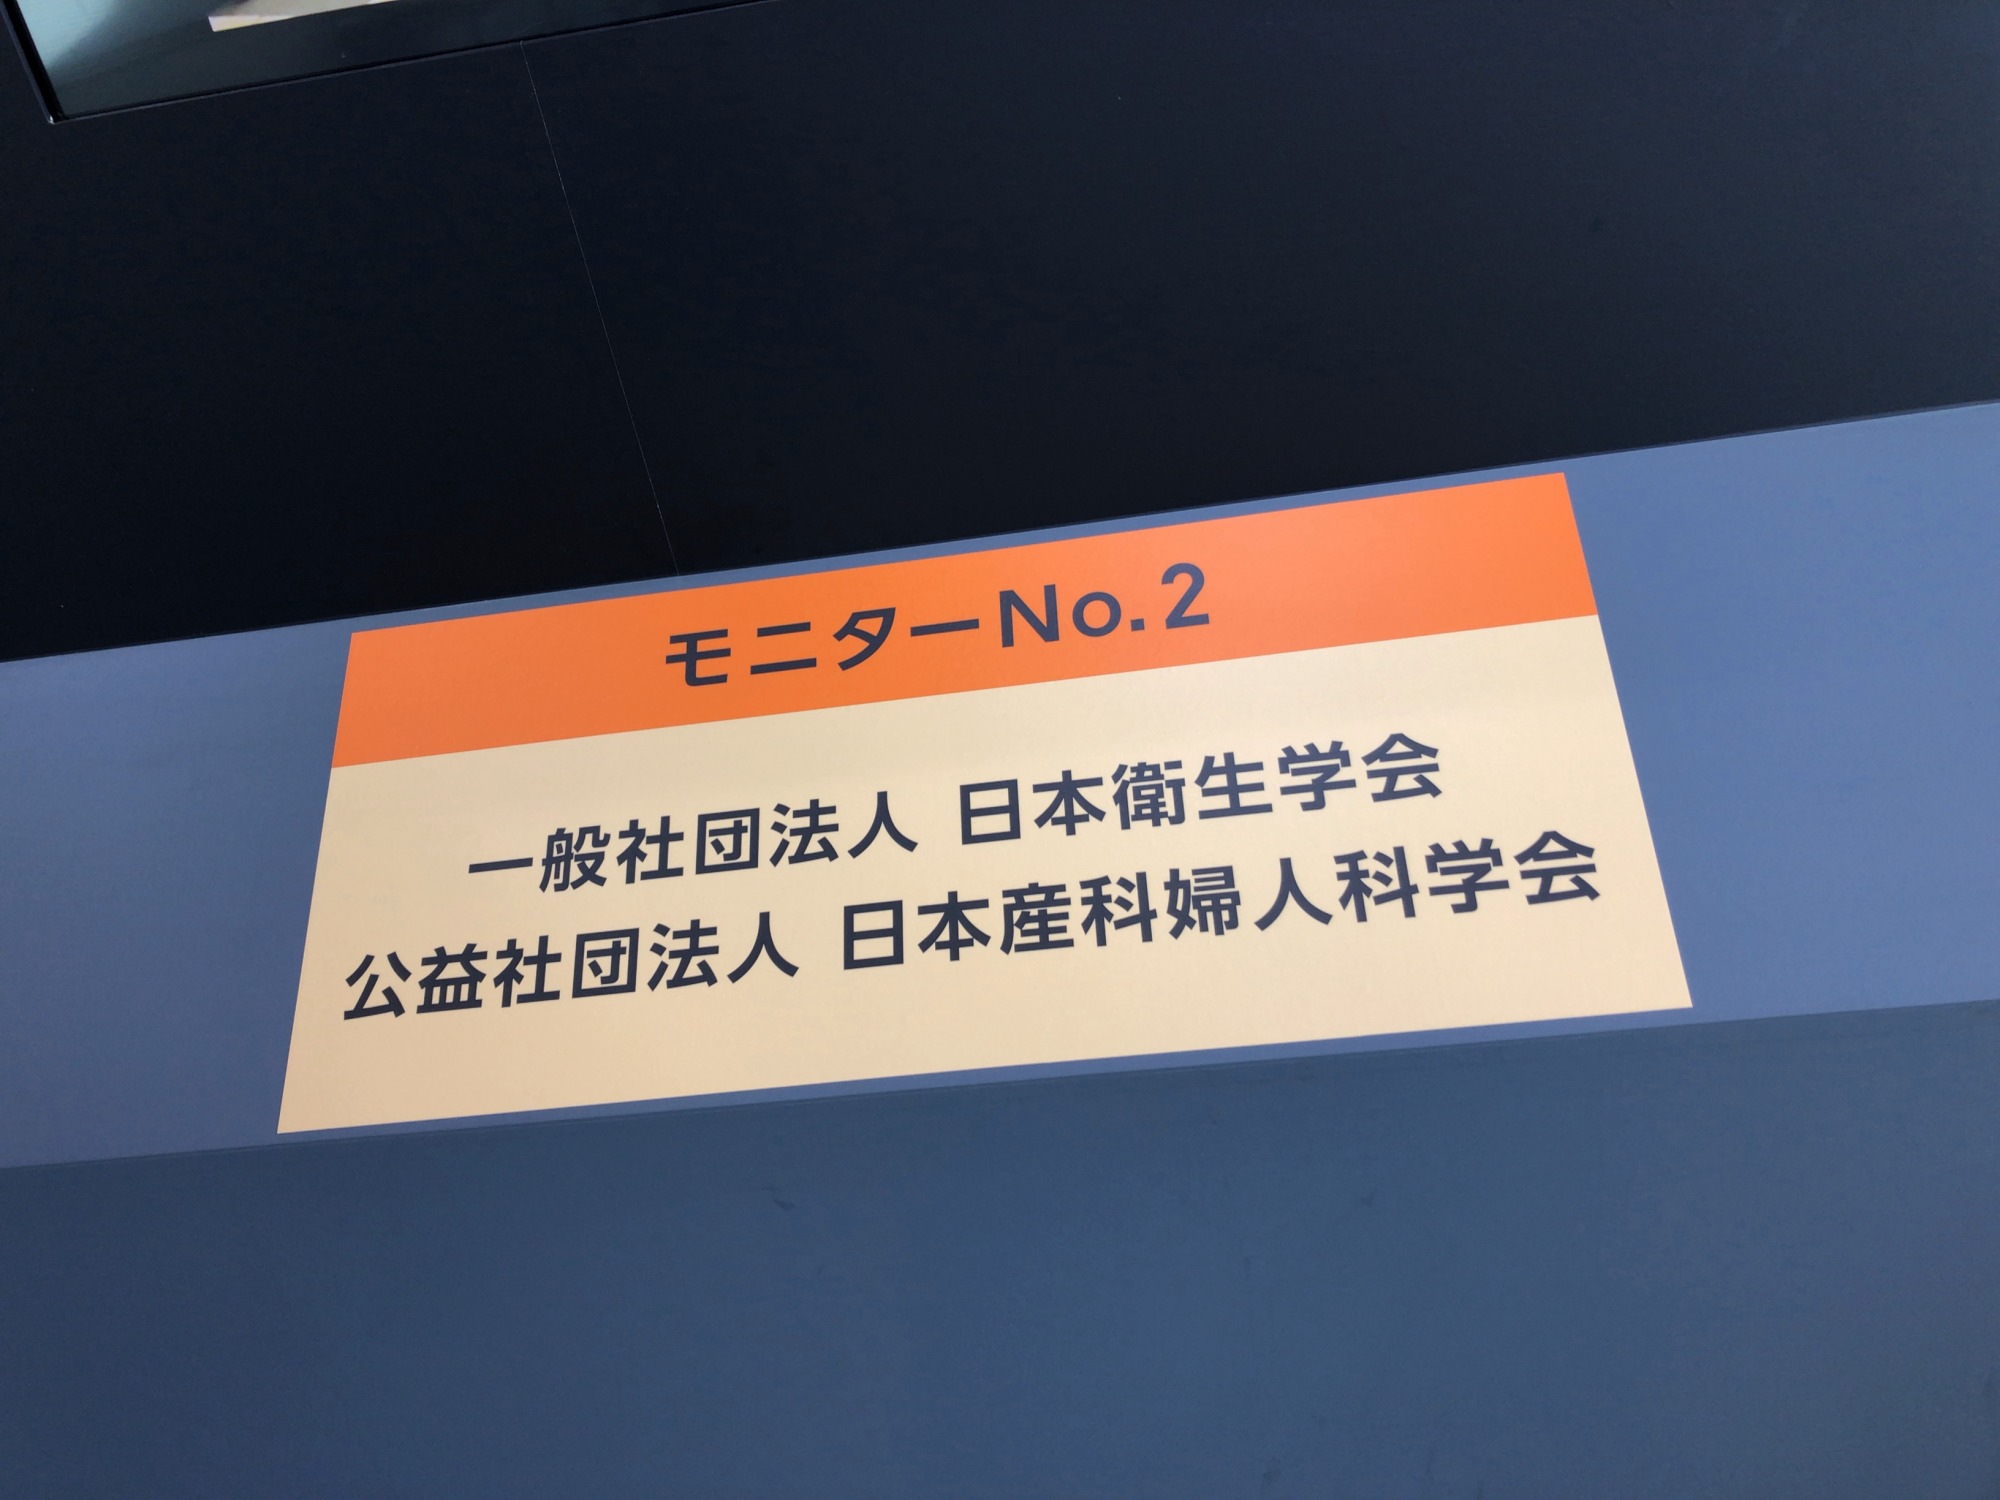 モニターNo.2
一般社団法人 日本衛生学会
公益社団法人 日本産科婦人科学会